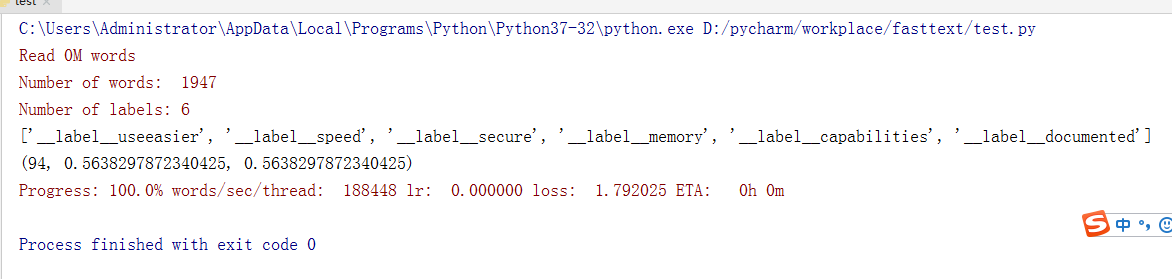 test ×
C:\Users\Administrator\AppData\Local\Programs\Python\Python37-32\python.exe D:/pycharm/workplace/fasttext/test.py
Read 0M words
Number of words:  1947
Number of labels: 6
['__label__useeasier', '__label__speed', '__label__secure', '__label__memory', '__label__capabilities', '__label__documented']
(94, 0.5638297872340425, 0.5638297872340425)
Progress: 100.0% words/sec/thread:  188448 lr:  0.000000 loss:  1.792025 ETA:   0h 0m
S 中 °,
Process finished with exit code 0